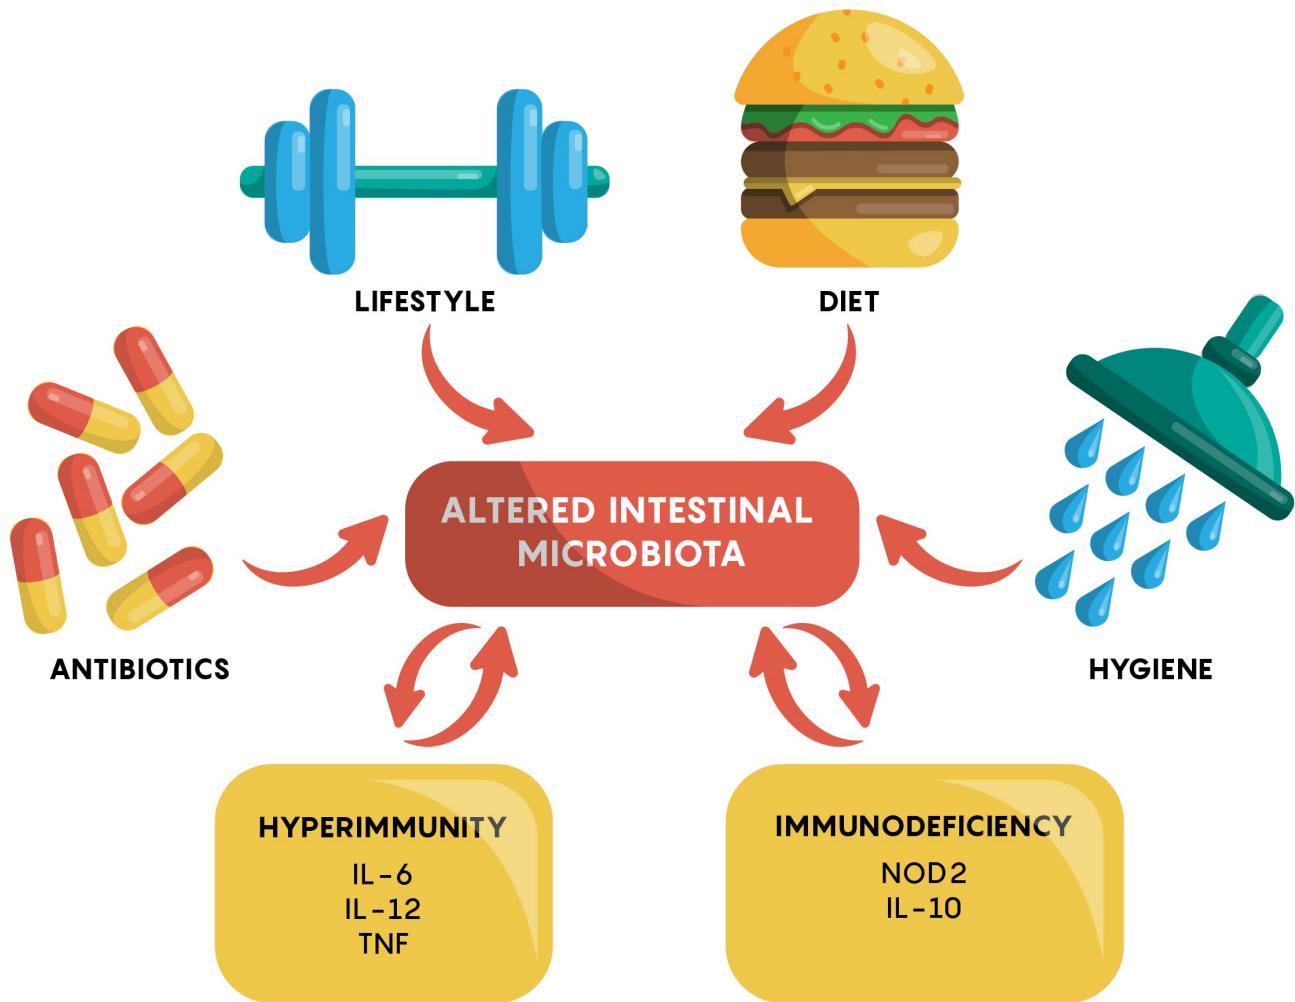 LIFESTYLE
DIET
ALTERED INTESTINAL
MICROBIOTA
ANTIBIOTICS
HYGIENE
HYPERIMMUNITY
IL-6
IL-12
TNF
IMMUNODEFICIENCY
NOD2
IL-10